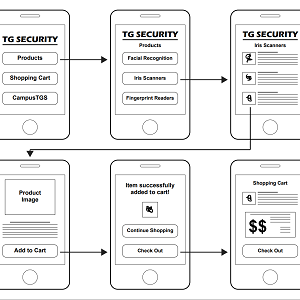 TG SECURITY
Products
Shopping Cart
CampusTGS
TG SECURITY
Products
Facial Recognition
Iris Scanners
Fingerprint Readers
TG SECURITY
Iris Scanners
Product
Image
Add to Cart
Item successfully
added to cart!
Continue Shopping
Check Out
Shopping Cart
$$
Check Out